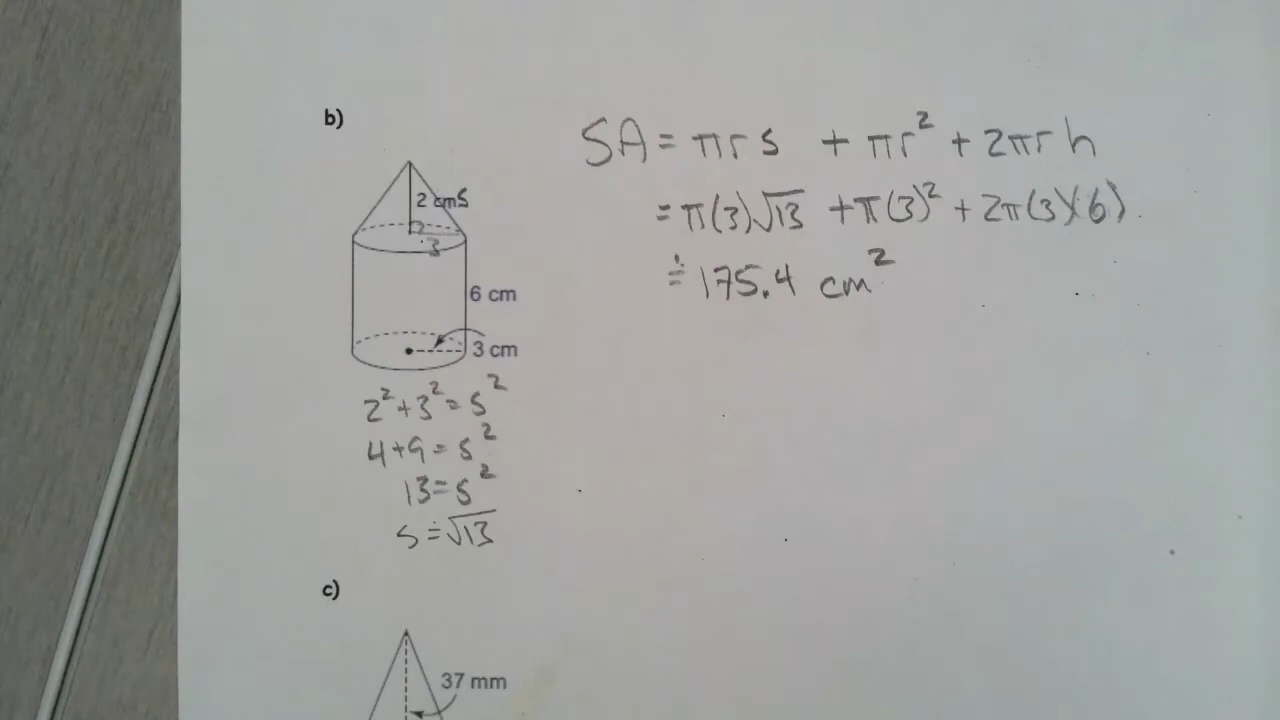 b)
SA = πrs + πr² + 2πrh
= π(3)√13 + π(3)² + 2π(3)(6)
≐ 175.4 cm²
2 cm s
3
6 cm
3 cm
2² + 3² = s²
4 + 9 = s²
13 = s²
s ≐ √13
c)
37 mm